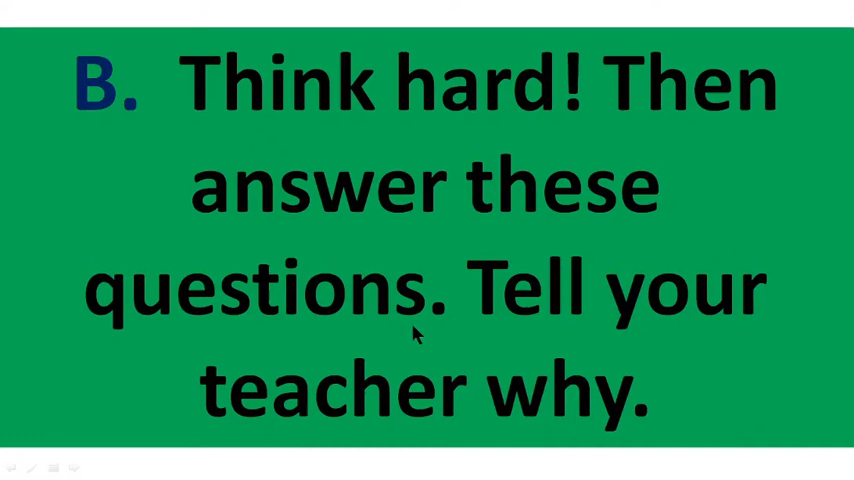 B. Think hard! Then
answer these
questions. Tell your
teacher why.